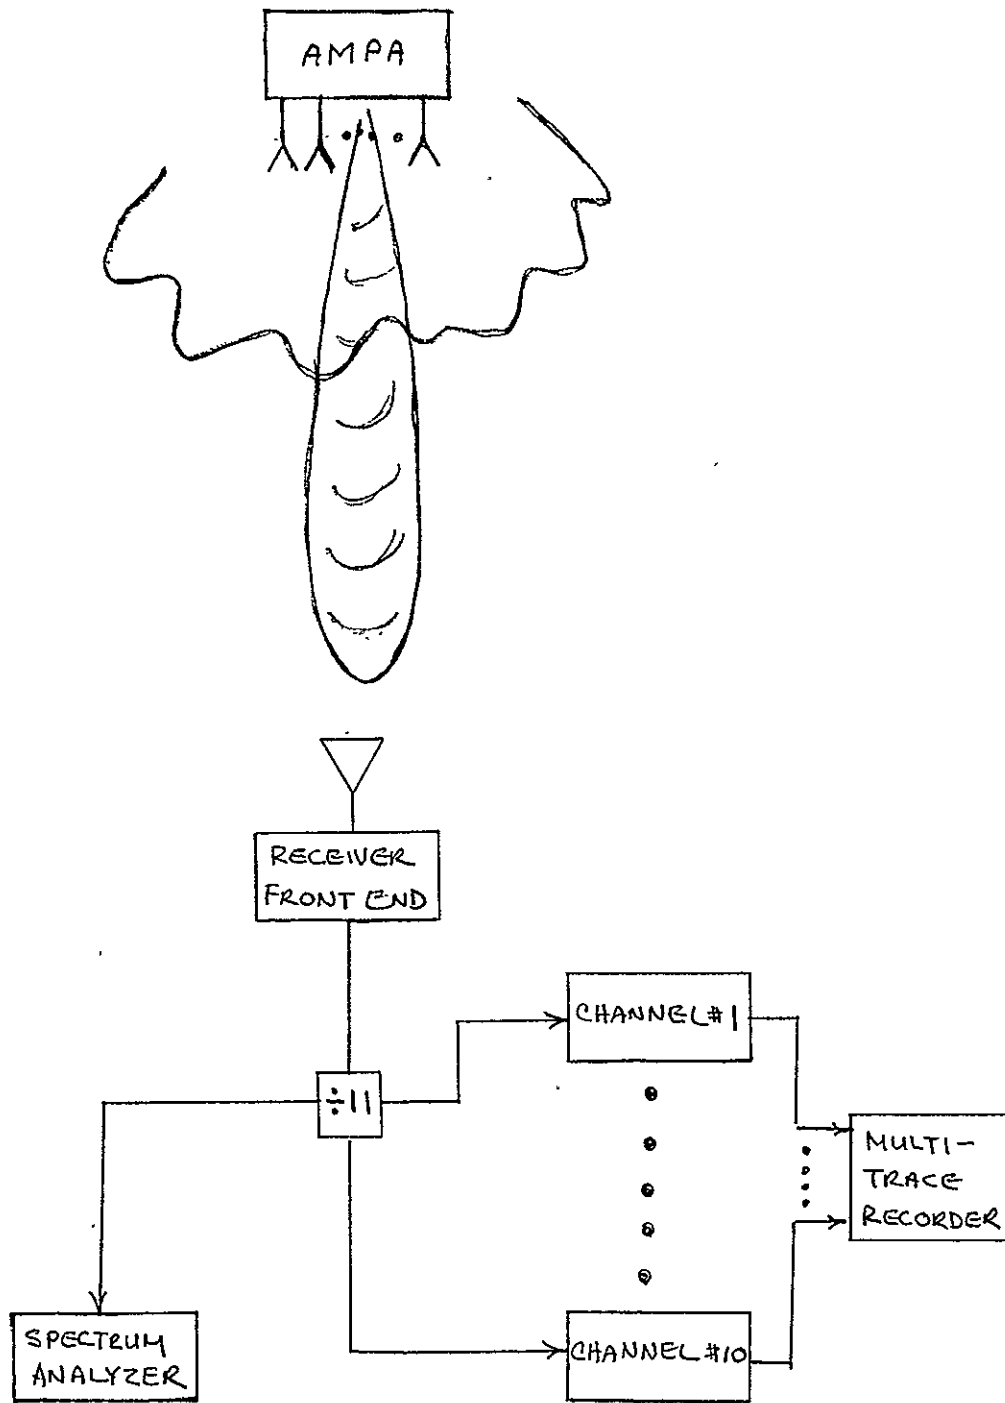 AMPA
RECEIVER
FRONT END
÷11
CHANNEL #1
MULTI-
TRACE
RECORDER
SPECTRUM
ANALYZER
CHANNEL #10